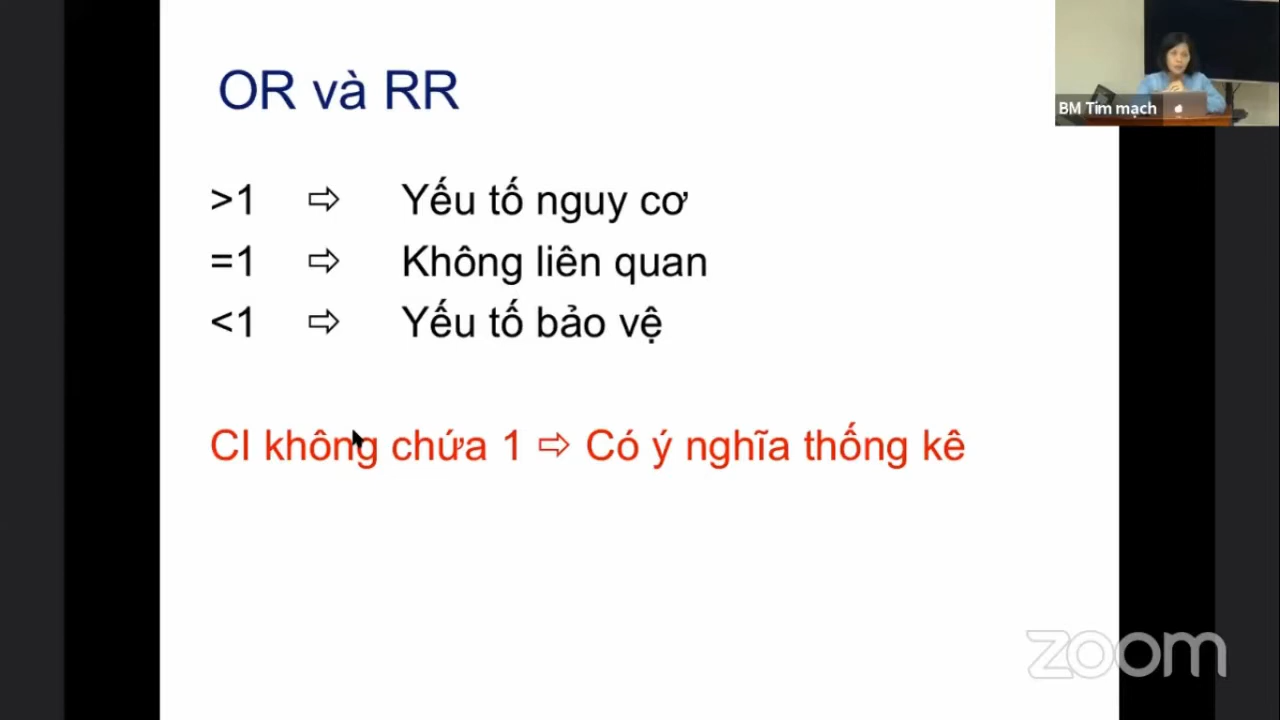 OR và RR
BM Tim mạch
>1 ⇨ Yếu tố nguy cơ
=1 ⇨ Không liên quan
<1 ⇨ Yếu tố bảo vệ
CI không chứa 1 ⇨ Có ý nghĩa thống kê
zoom